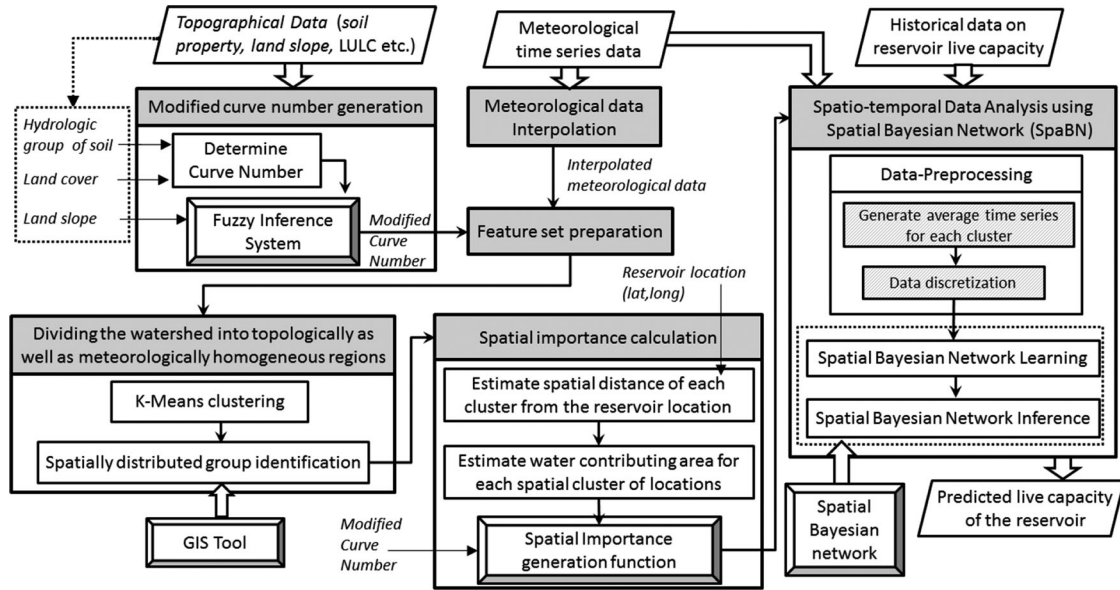 Topographical Data (soil
property, land slope, LULC etc.)
Meteorological
time series data
Historical data on
reservoir live capacity
Modified curve number generation
Hydrologic
group of soil
Land cover
Land slope
Determine
Curve Number
Fuzzy Inference
System
Modified
Curve
Number
Meteorological data
Interpolation
Interpolated
meteorological data
Feature set preparation
Spatio-temporal Data Analysis using
Spatial Bayesian Network (SpaBN)
Data-Preprocessing
Generate average time series
for each cluster
Data discretization
Spatial Bayesian Network Learning
Spatial Bayesian Network Inference
Spatial
Bayesian
network
Predicted live capacity
of the reservoir
Dividing the watershed into topologically as
well as meteorologically homogeneous regions
K-Means clustering
Spatially distributed group identification
GIS Tool
Reservoir location
(lat,long)
Spatial importance calculation
Estimate spatial distance of each
cluster from the reservoir location
Estimate water contributing area for
each spatial cluster of locations
Modified
Curve
Number
Spatial Importance
generation function